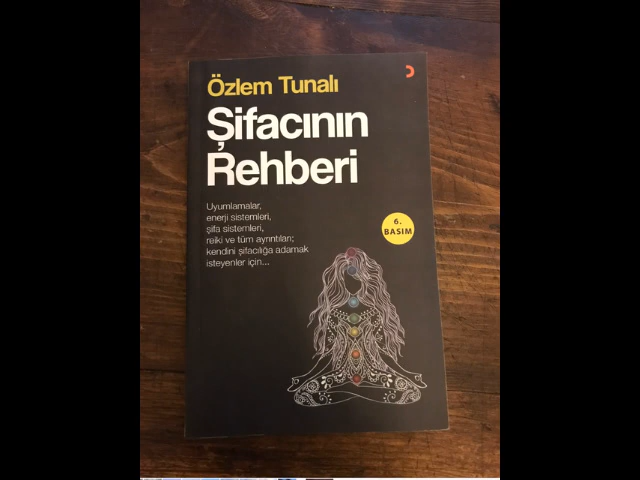 Özlem Tunalı
Şifacının
Rehberi
Uyumlamalar,
enerji sistemleri,
şifa sistemleri,
reiki ve tüm ayrıntıları;
kendini şifacılığa adamak
isteyenler için...
6.
BASIM